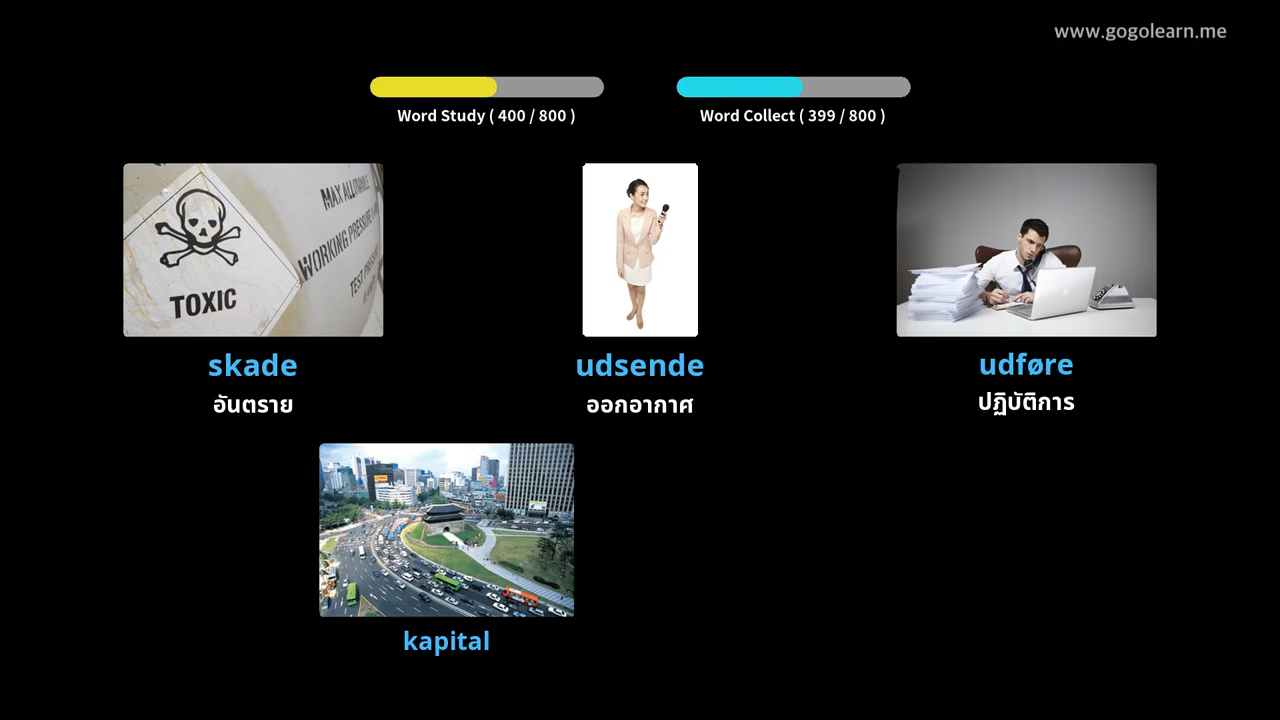 www.gogolearn.me
Word Study ( 400 / 800 )
Word Collect ( 399 / 800 )
TOXIC
MAX ALLOWABLE
WORKING PRESSURE
TEST
skade
อันตราย
udsende
ออกอากาศ
udføre
ปฏิบัติการ
kapital